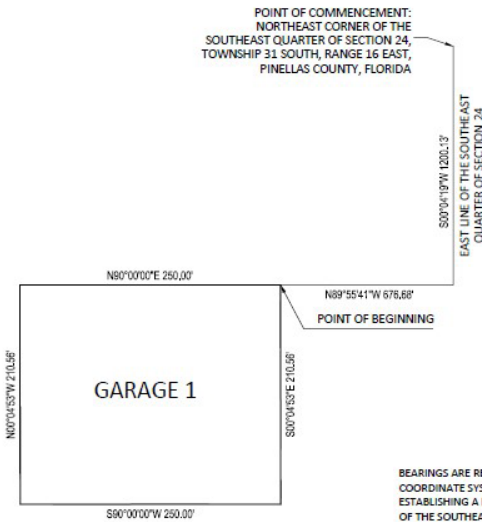 POINT OF COMMENCEMENT:
NORTHEAST CORNER OF THE
SOUTHEAST QUARTER OF SECTION 24,
TOWNSHIP 31 SOUTH, RANGE 16 EAST,
PINELLAS COUNTY, FLORIDA
S00°04'19"W 1200.13'
EAST LINE OF THE SOUTHEAST
QUARTER OF SECTION 24
N90°00'00"E 250.00'
N89°55'41"W 676.68'
POINT OF BEGINNING
N00°04'53"W 210.56'
GARAGE 1
S00°04'53"E 210.56'
S90°00'00"W 250.00'
BEARINGS ARE
COORDINATE
ESTABLISHING A
OF THE